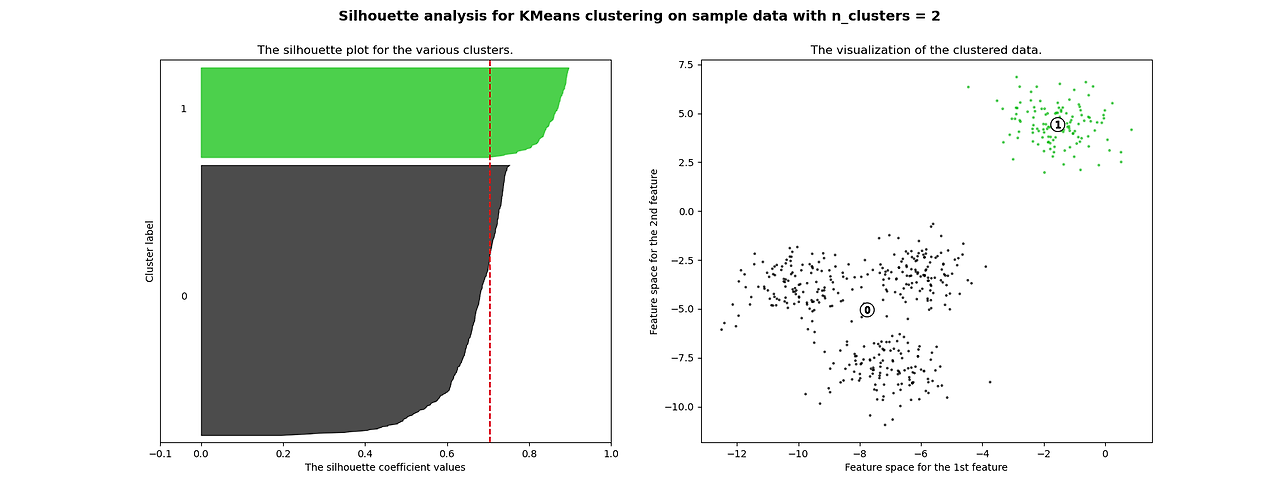 Silhouette analysis for KMeans clustering on sample data with n_clusters = 2
The silhouette plot for the various clusters.
1
0
Cluster label
−0.1 0.0 0.2 0.4 0.6 0.8 1.0
The silhouette coefficient values
The visualization of the clustered data.
7.5
5.0
2.5
0.0
−2.5
−5.0
−7.5
−10.0
Feature space for the 2nd feature
1
0
−12 −10 −8 −6 −4 −2 0
Feature space for the 1st feature